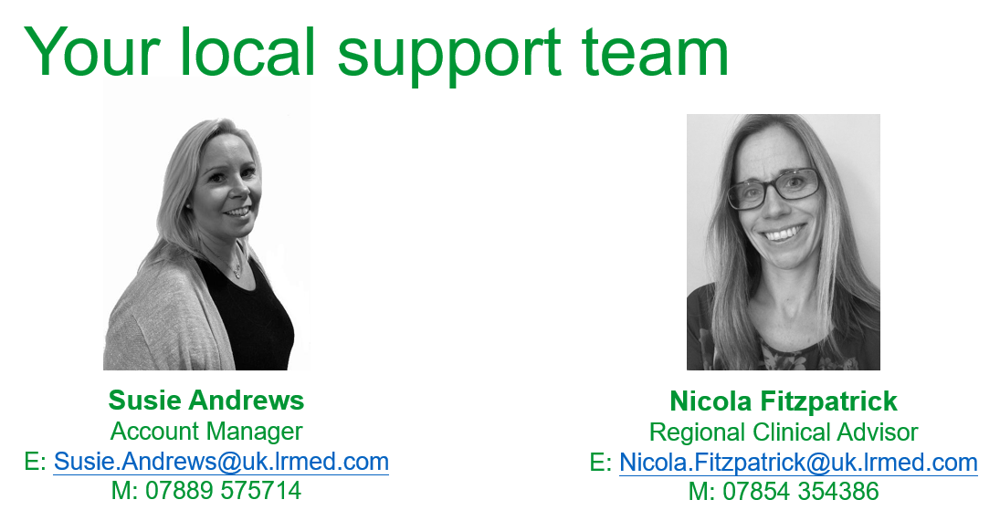 Your local support team
Susie Andrews
Account Manager
E: Susie.Andrews@uk.lrmed.com
M: 07889 575714
Nicola Fitzpatrick
Regional Clinical Advisor
E: Nicola.Fitzpatrick@uk.lrmed.com
M: 07854 354386